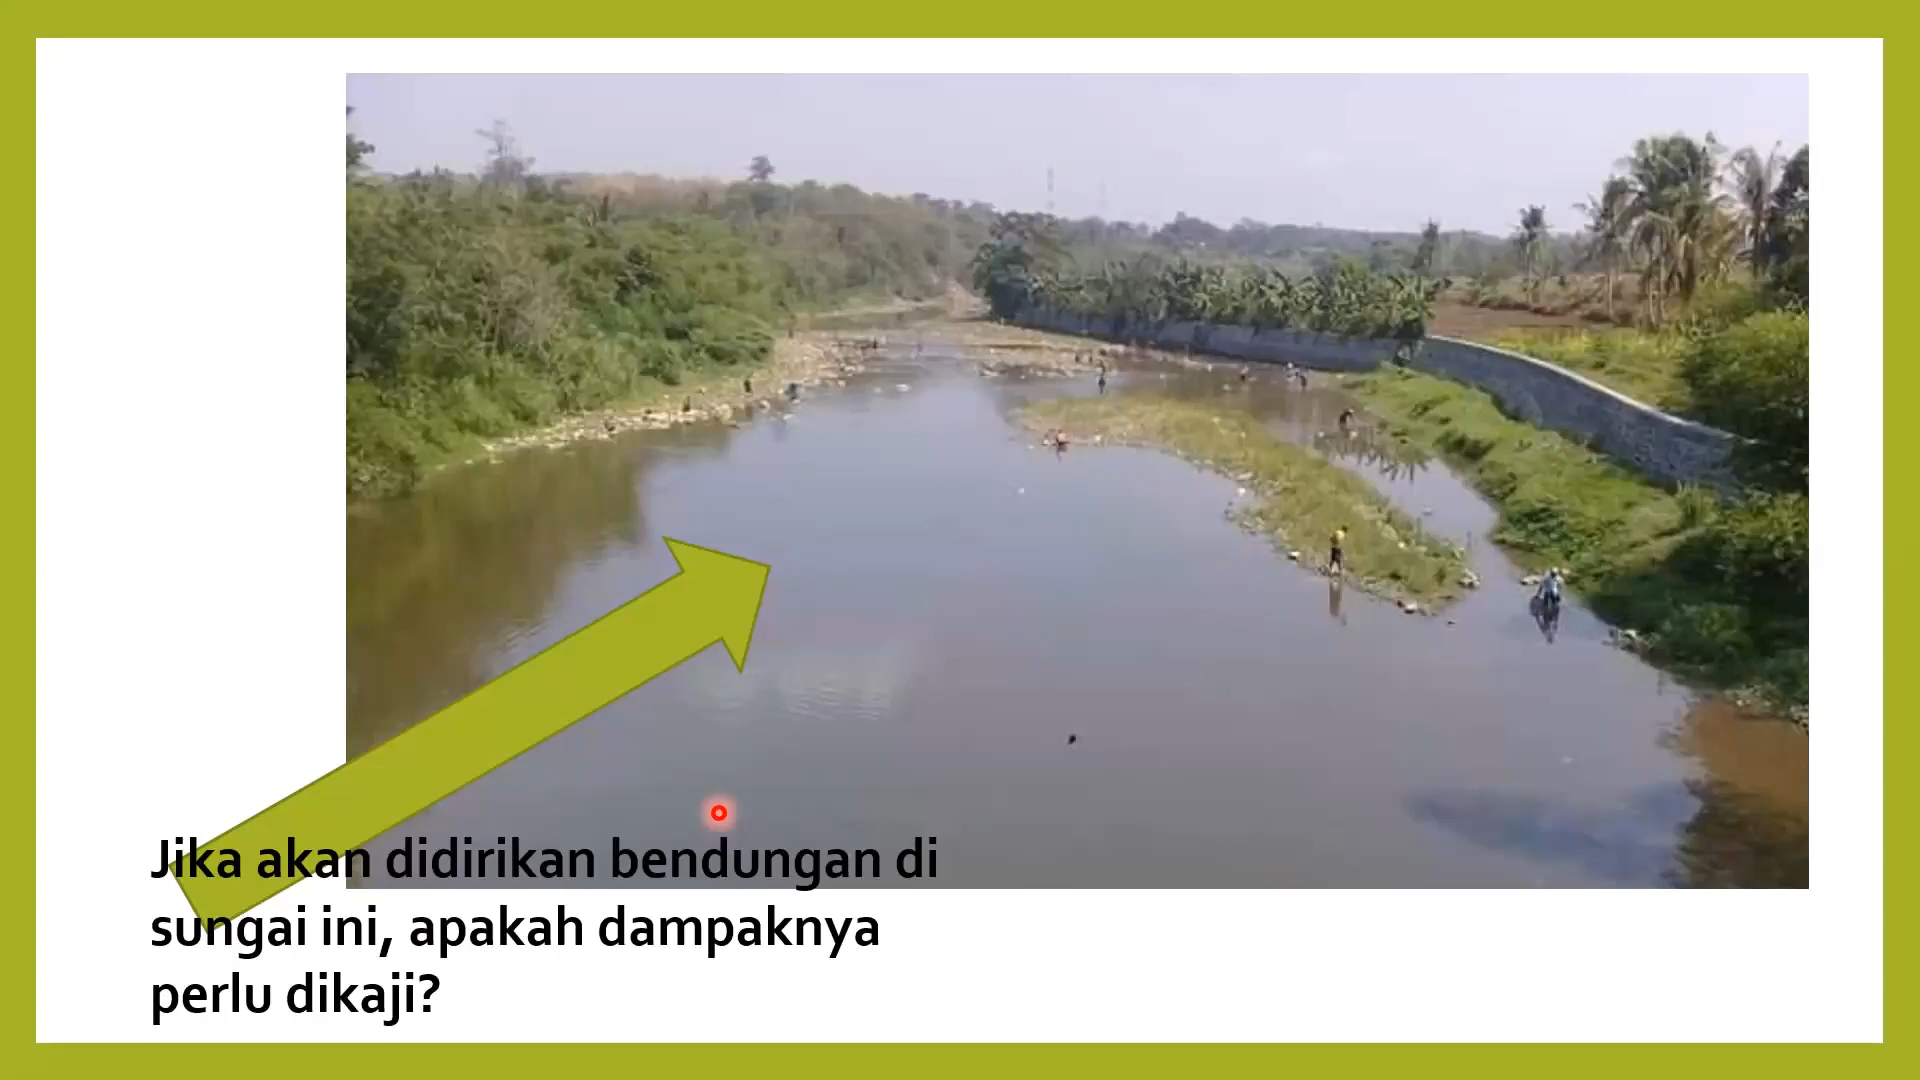 Jika akan didirikan bendungan di
sungai ini, apakah dampaknya
perlu dikaji?